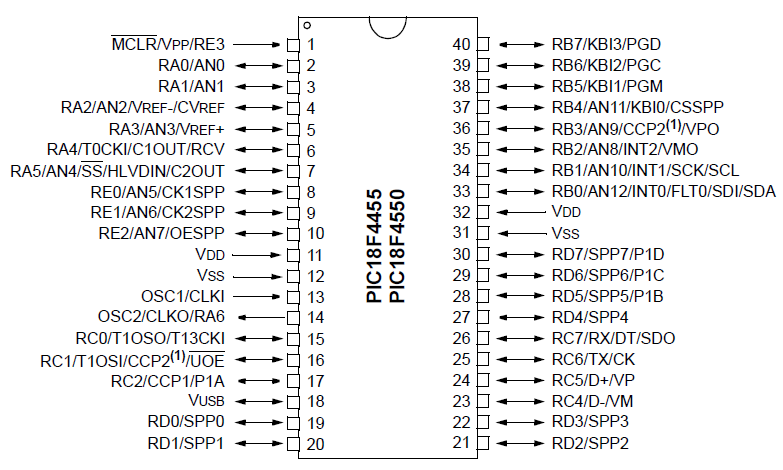 MCLR/VPP/RE3 1
RA0/AN0 2
RA1/AN1 3
RA2/AN2/VREF-/CVREF 4
RA3/AN3/VREF+ 5
RA4/T0CKI/C1OUT/RCV 6
RA5/AN4/SS/HLVDIN/C2OUT 7
RE0/AN5/CK1SPP 8
RE1/AN6/CK2SPP 9
RE2/AN7/OESPP 10
VDD 11
VSS 12
OSC1/CLKI 13
OSC2/CLKO/RA6 14
RC0/T1OSO/T13CKI 15
RC1/T1OSI/CCP2(1)/UOE 16
RC2/CCP1/P1A 17
VUSB 18
RD0/SPP0 19
RD1/SPP1 20
PIC18F4455
PIC18F4550
40 RB7/KBI3/PGD
39 RB6/KBI2/PGC
38 RB5/KBI1/PGM
37 RB4/AN11/KBI0/CSSPP
36 RB3/AN9/CCP2(1)/VPO
35 RB2/AN8/INT2/VMO
34 RB1/AN10/INT1/SCK/SCL
33 RB0/AN12/INT0/FLT0/SDI/SDA
32 VDD
31 VSS
30 RD7/SPP7/P1D
29 RD6/SPP6/P1C
28 RD5/SPP5/P1B
27 RD4/SPP4
26 RC7/RX/DT/SDO
25 RC6/TX/CK
24 RC5/D+/VP
23 RC4/D-/VM
22 RD3/SPP3
21 RD2/SPP2